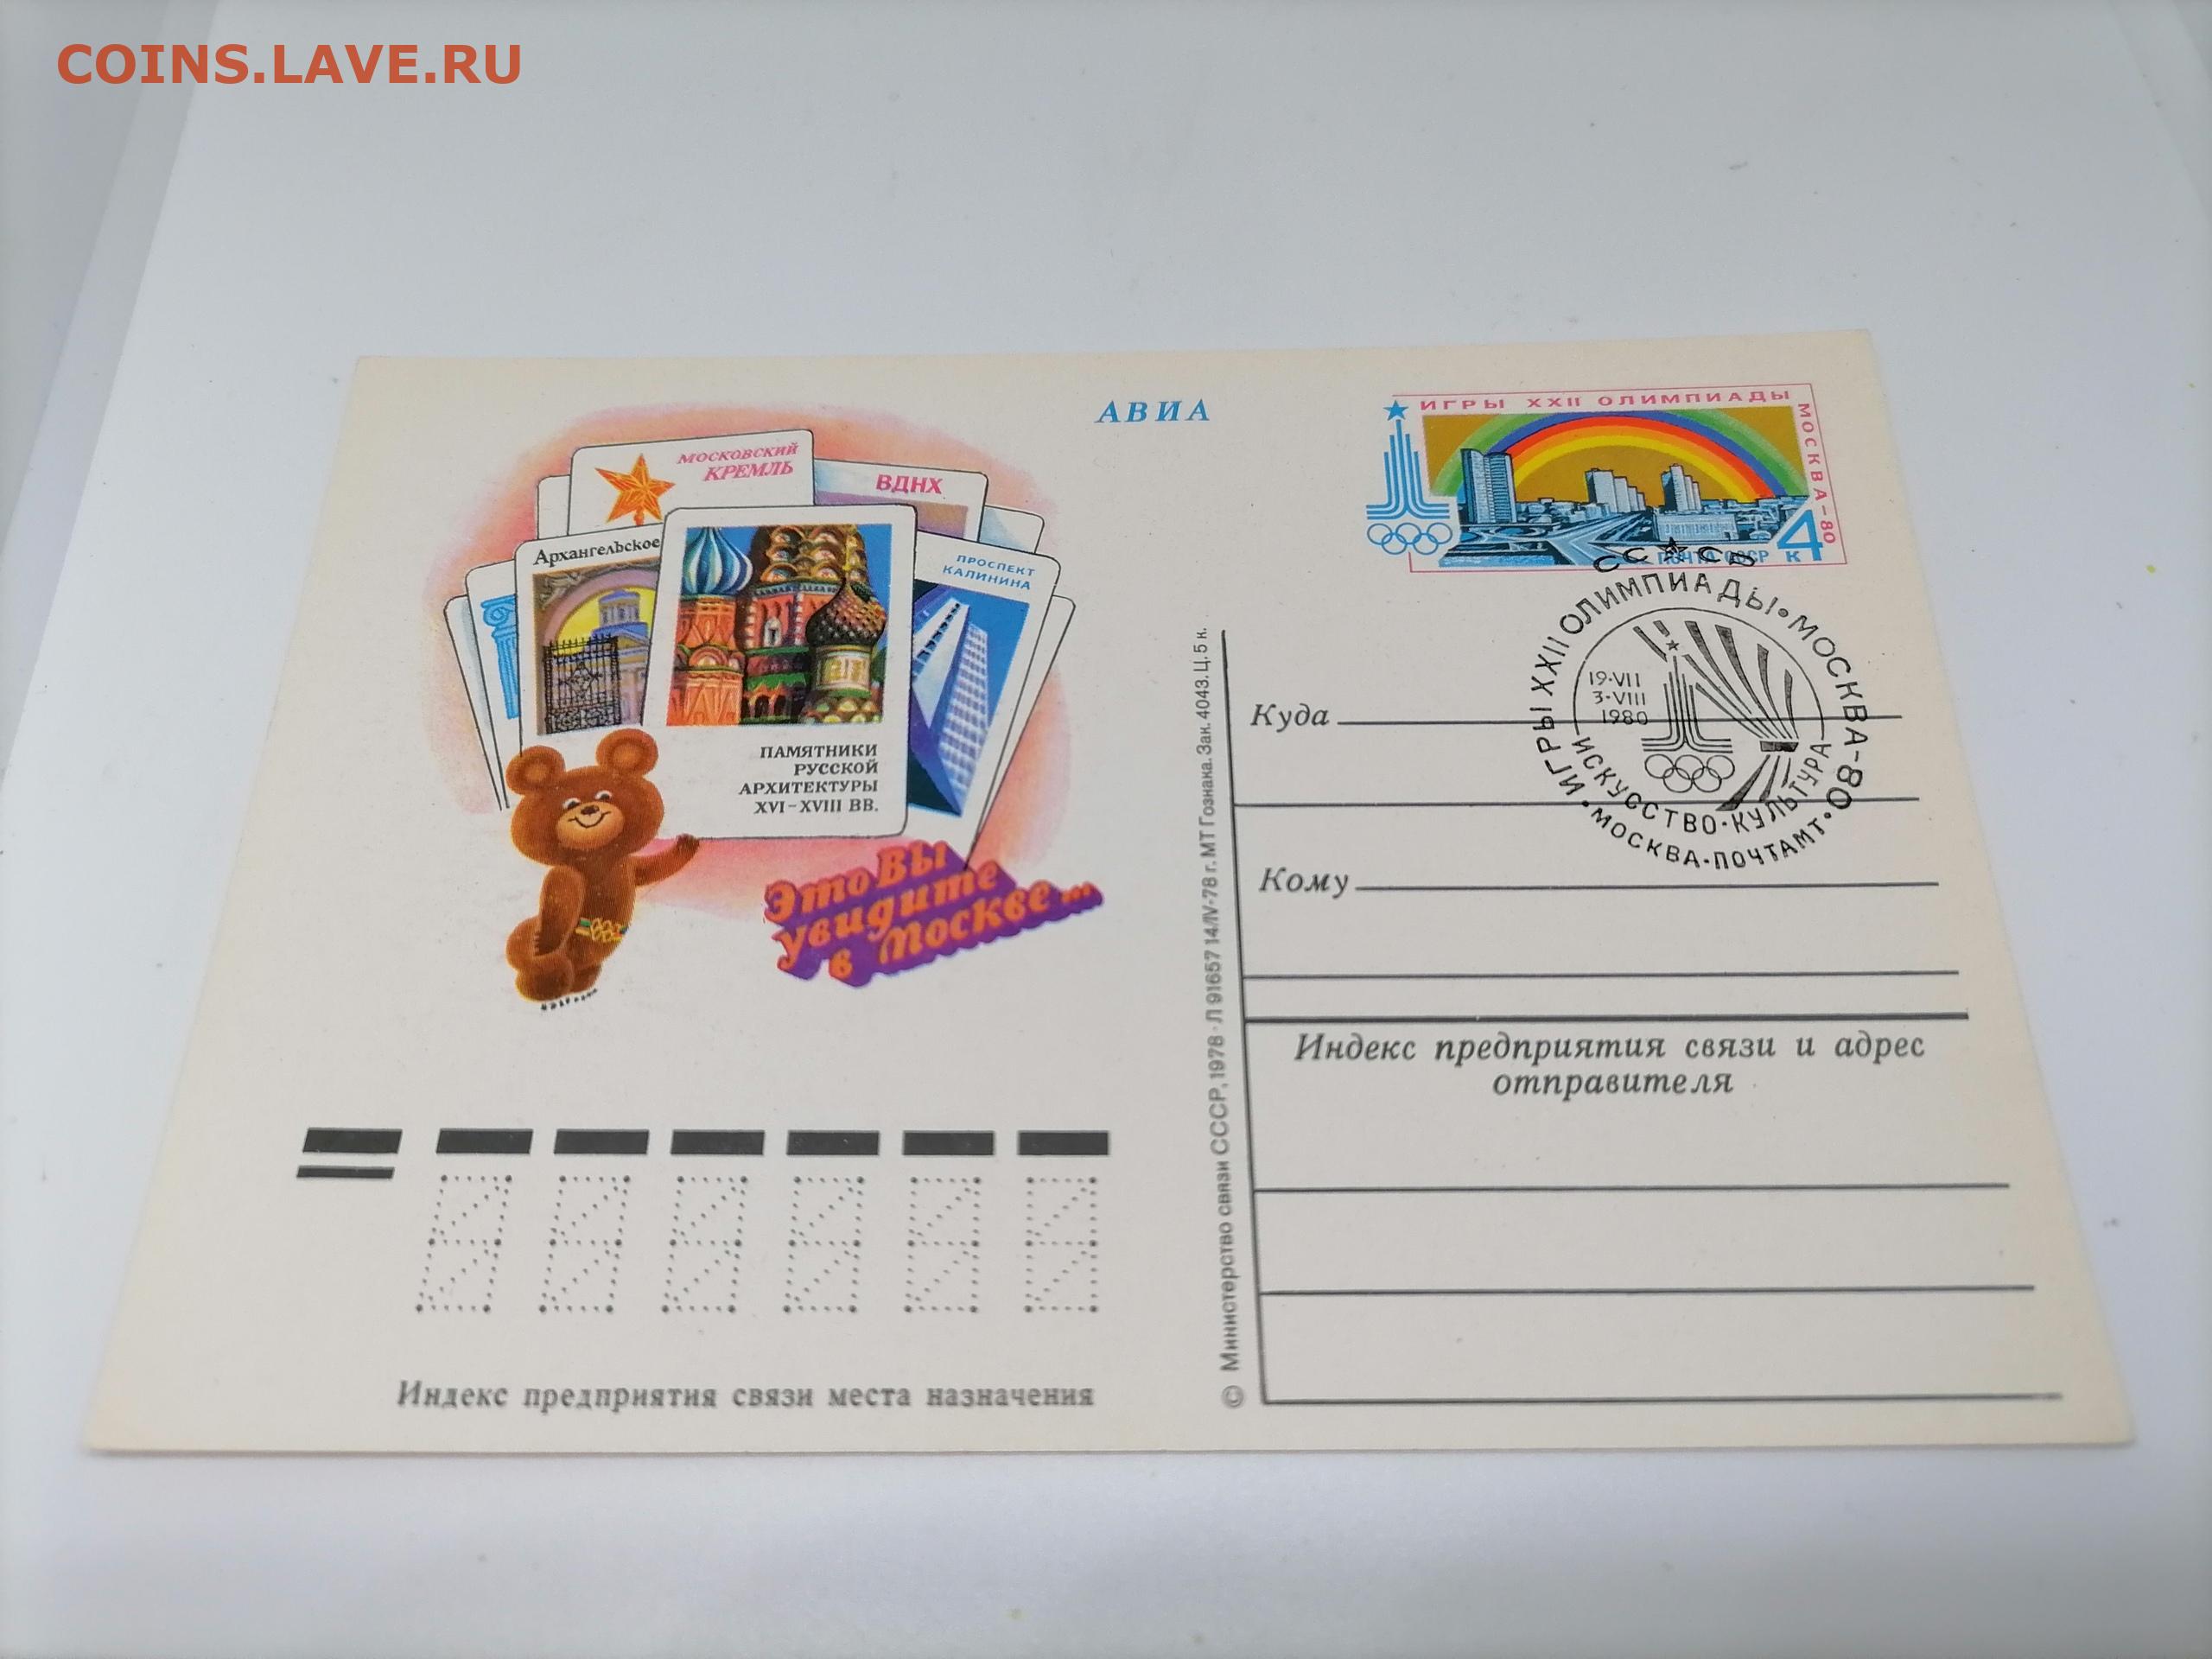 COINS.LAVE.RU
АВИА
МОСКОВСКИЙ
КРЕМЛЬ
ВДНХ
Архангельское
ПРОСПЕКТ
КАЛИНИНА
ПАМЯТНИКИ
РУССКОЙ
АРХИТЕКТУРЫ
XVI–XVIII ВВ.
Это Вы
увидите
в Москве...
ИГРЫ XXII ОЛИМПИАДЫ
МОСКВА-80
ПОЧТА СССР
4
К
СССР
ИГРЫ XXII ОЛИМПИАДЫ•МОСКВА-80
19·VII
3·VIII
1980
ИСКУССТВО·КУЛЬТУРА
МОСКВА·ПОЧТАМТ
Куда
Кому
Индекс предприятия связи и адрес
отправителя
© Министерство связи СССР, 1978 · Л 91657 14/IV-78 г. МТ Гознака. Зак. 4043. Ц. 5 к.
Индекс предприятия связи места назначения